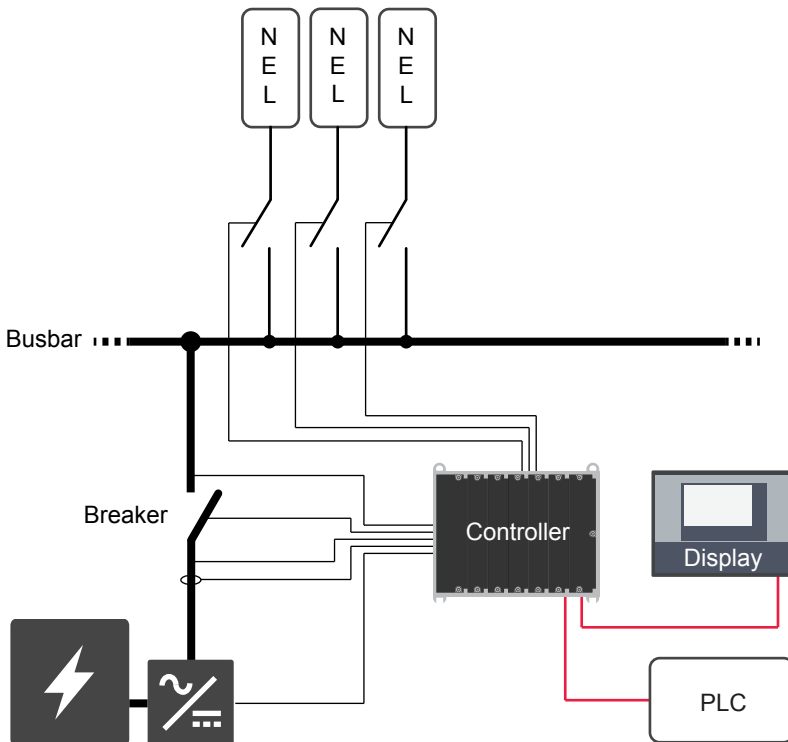 N N N
E E E
L L L
Busbar
Breaker
Controller
Display
PLC